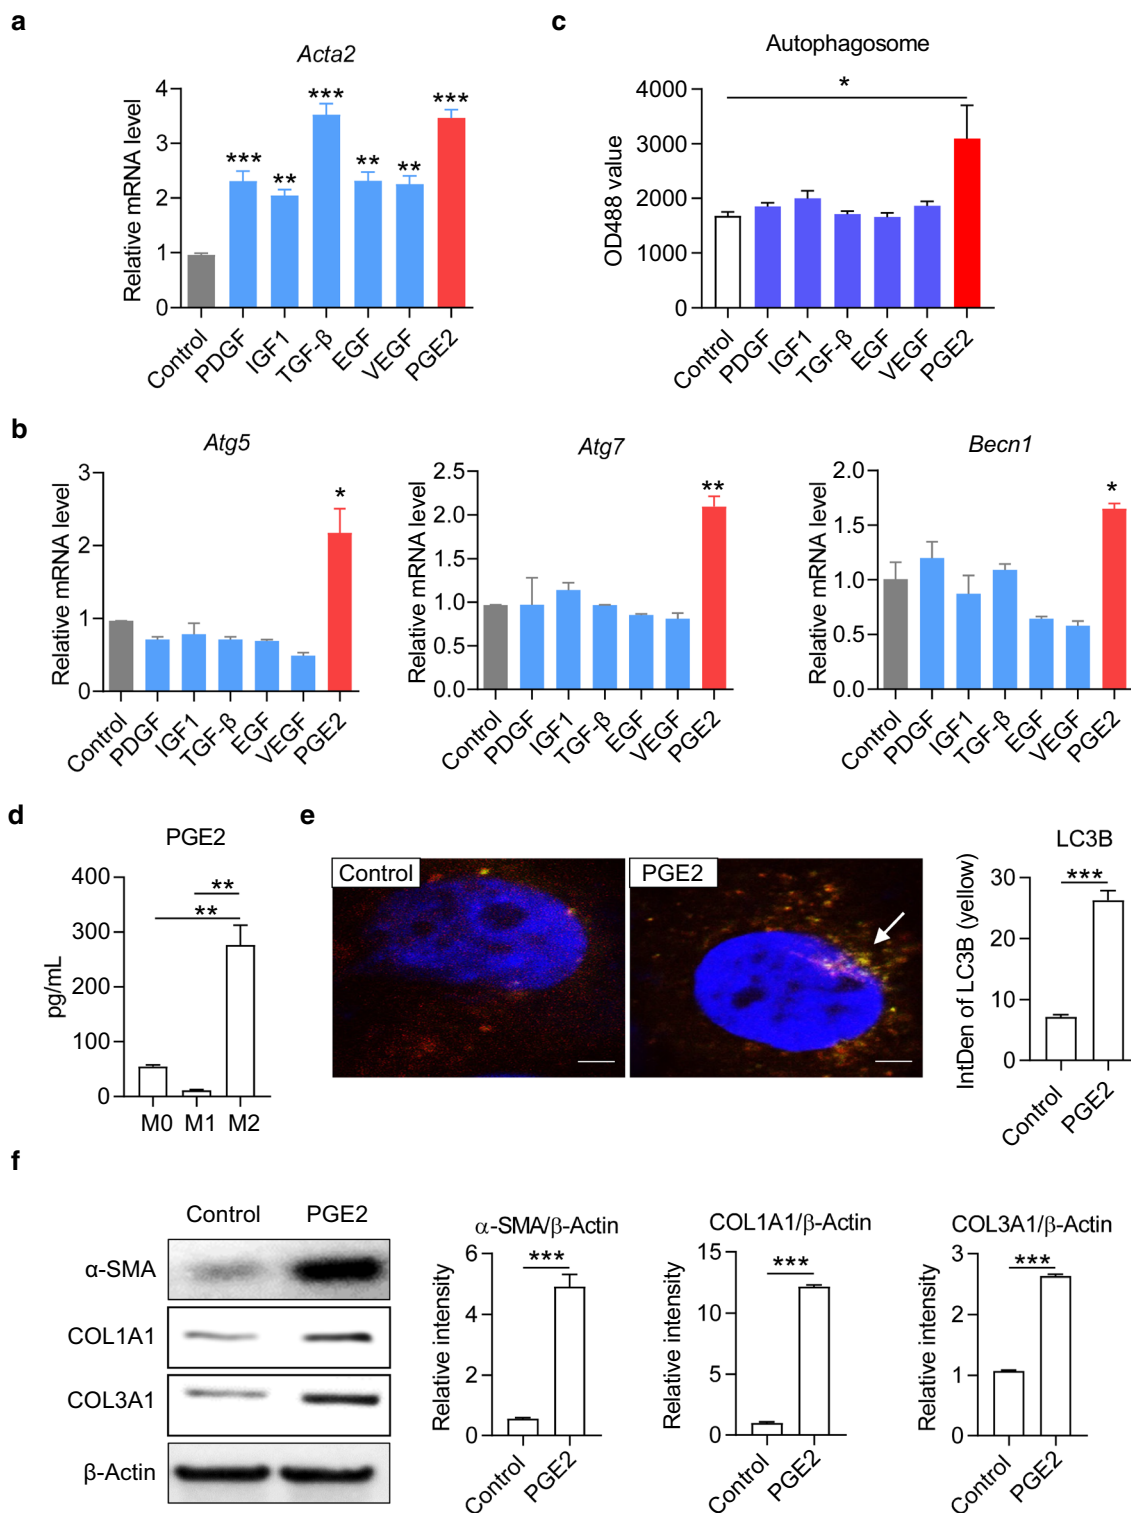 a
Acta2
Relative mRNA level
4
3
2
1
0
***
**
***
**
**
***
Control
PDGF
IGF1
TGF-β
EGF
VEGF
PGE2
c
Autophagosome
OD488 value
4000
3000
2000
1000
0
*
Control
PDGF
IGF1
TGF-β
EGF
VEGF
PGE2
b
Atg5
Relative mRNA level
3
2
1
0
*
Control
PDGF
IGF1
TGF-β
EGF
VEGF
PGE2
Atg7
Relative mRNA level
2.5
2.0
1.5
1.0
0.5
0.0
**
Control
PDGF
IGF1
TGF-β
EGF
VEGF
PGE2
Becn1
Relative mRNA level
2.0
1.5
1.0
0.5
0.0
*
Control
PDGF
IGF1
TGF-β
EGF
VEGF
PGE2
d
PGE2
pg/mL
400
300
200
100
0
**
**
M0
M1
M2
e
Control
PGE2
LC3B
IntDen of LC3B (yellow)
30
20
10
0
***
Control
PGE2
f
Control
PGE2
α-SMA
COL1A1
COL3A1
β-Actin
α-SMA/β-Actin
Relative intensity
6
4
2
0
***
Control
PGE2
COL1A1/β-Actin
Relative intensity
15
10
5
0
***
Control
PGE2
COL3A1/β-Actin
Relative intensity
3
2
1
0
***
Control
PGE2